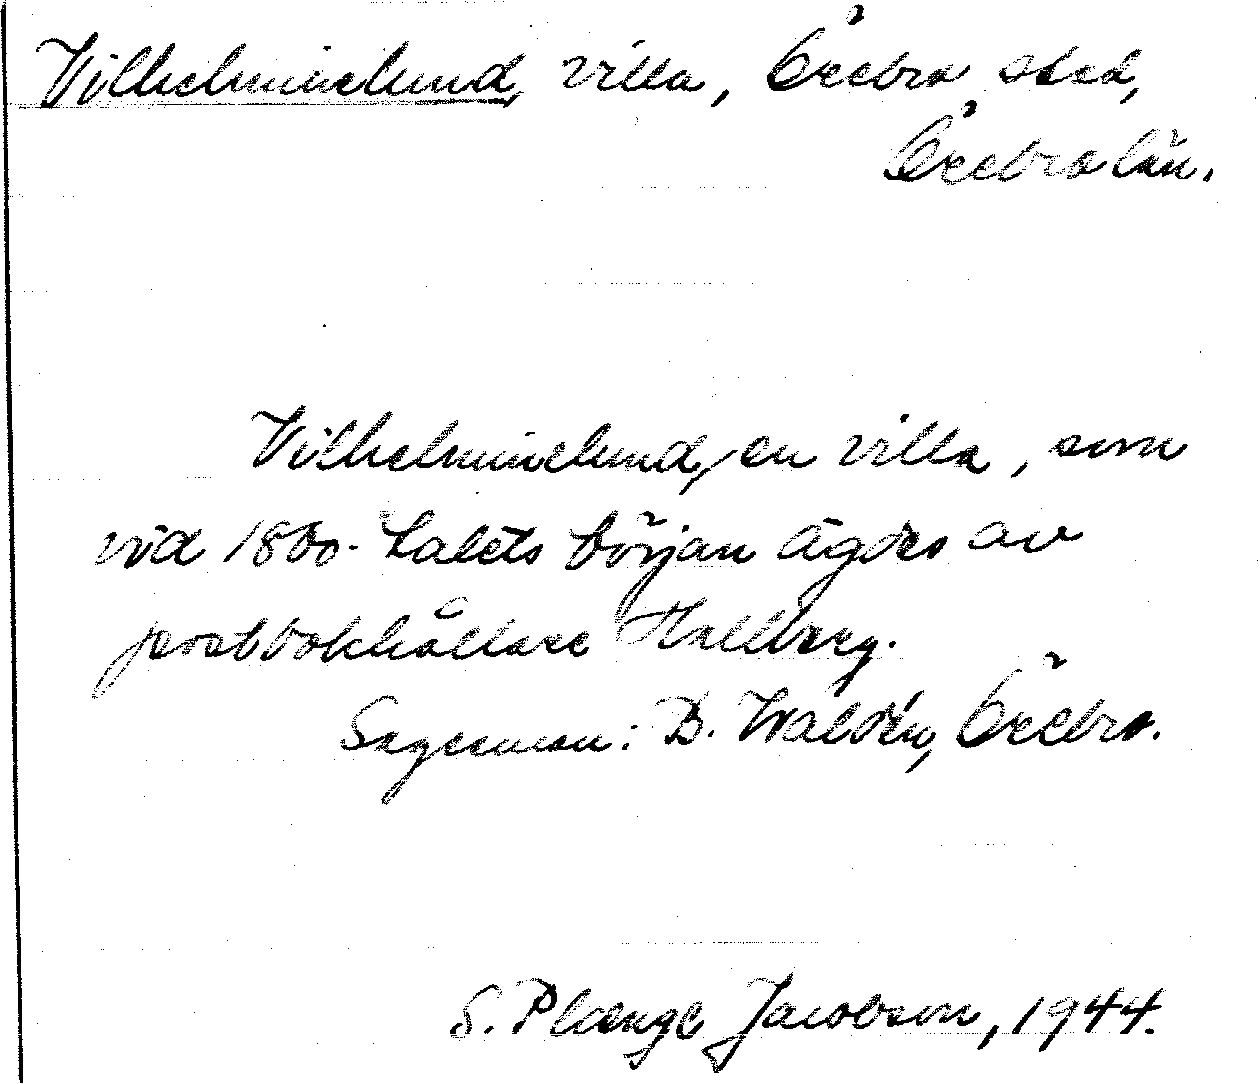 Vilhelminelund, villa, Örebro stad,
Örebro län.
Vilhelminelund, en villa, som
vid 1800-talets början ägdes av
postbokhållare Hallberg.
Sagesman: B. Waldén, Örebro.
S. Plænge Jacobson, 1944.